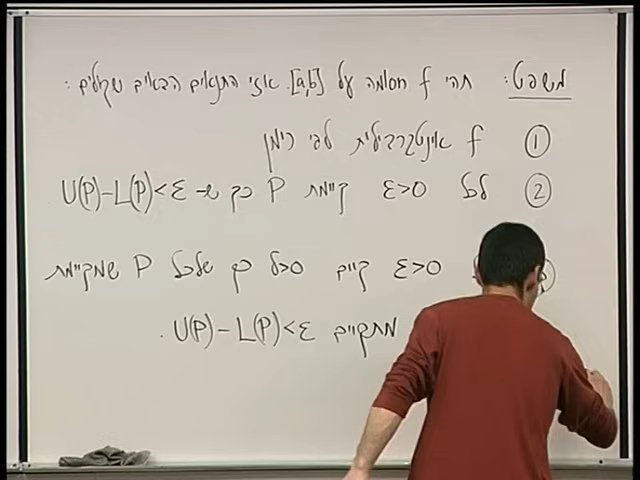 משפט: תהי f חסומה על [a,b]. אזי התנאים הבאים שקולים:
① f אינטגרבילית לפי רימן
② לכל ε>0 קיימת P כך ש- U(P)-L(P)<ε
ε>0 קיים λ>0 כך שלכל P שמקיימת
מתקיים U(P)-L(P)<ε.